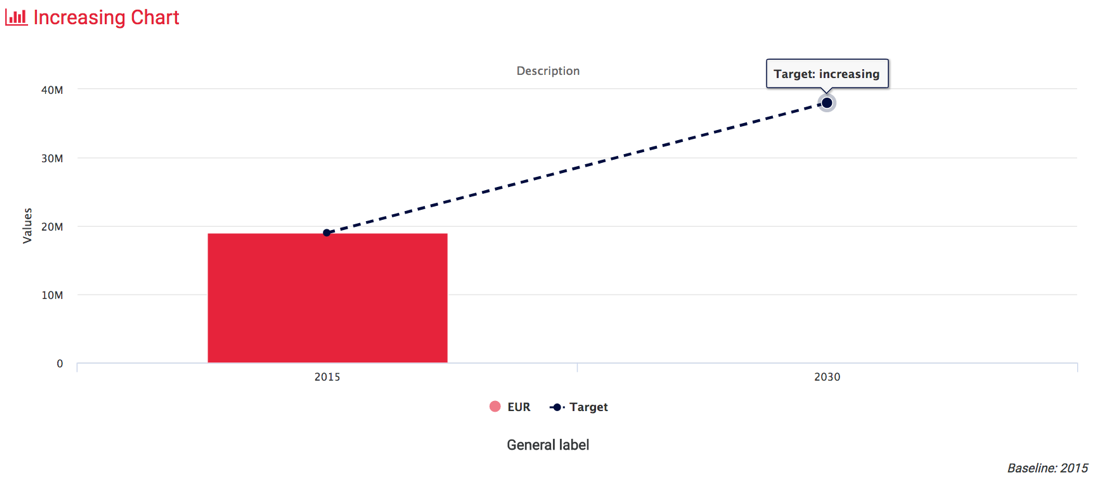 Increasing Chart
Description
Target: increasing
40M
30M
20M
10M
0
Values
2015
2030
EUR
Target
General label
Baseline: 2015